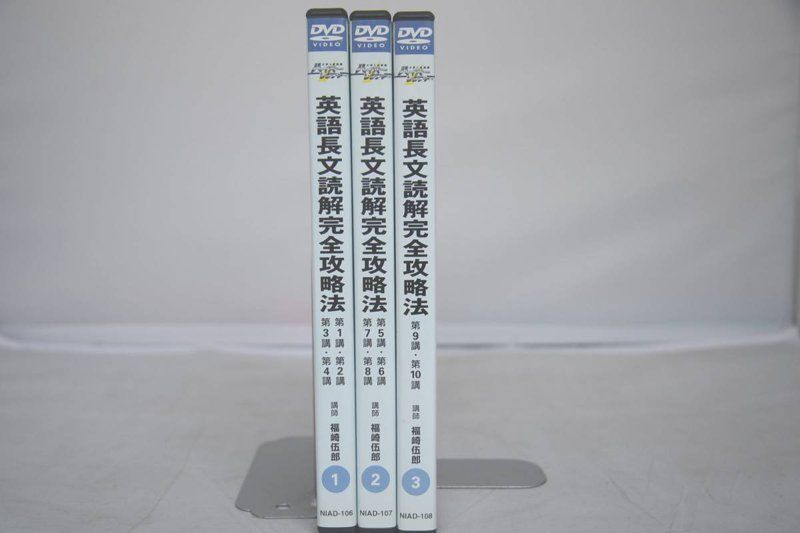 DVD
VIDEO
英語長文読解完全攻略法
第1講・第2講
第3講・第4講
講師 福崎伍郎
1
NIAD-106
DVD
VIDEO
英語長文読解完全攻略法
第5講・第6講
第7講・第8講
講師 福崎伍郎
2
NIAD-107
DVD
VIDEO
英語長文読解完全攻略法
第9講・第10講
講師 福崎伍郎
3
NIAD-108